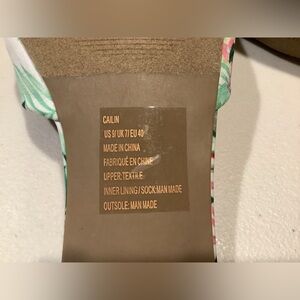 CAILIN
US 9/ UK 7/ EU 40
MADE IN CHINA
FABRIQUÉ EN CHINE
UPPER: TEXTILE
INNER LINING / SOCK: MAN MADE
OUTSOLE: MAN MADE